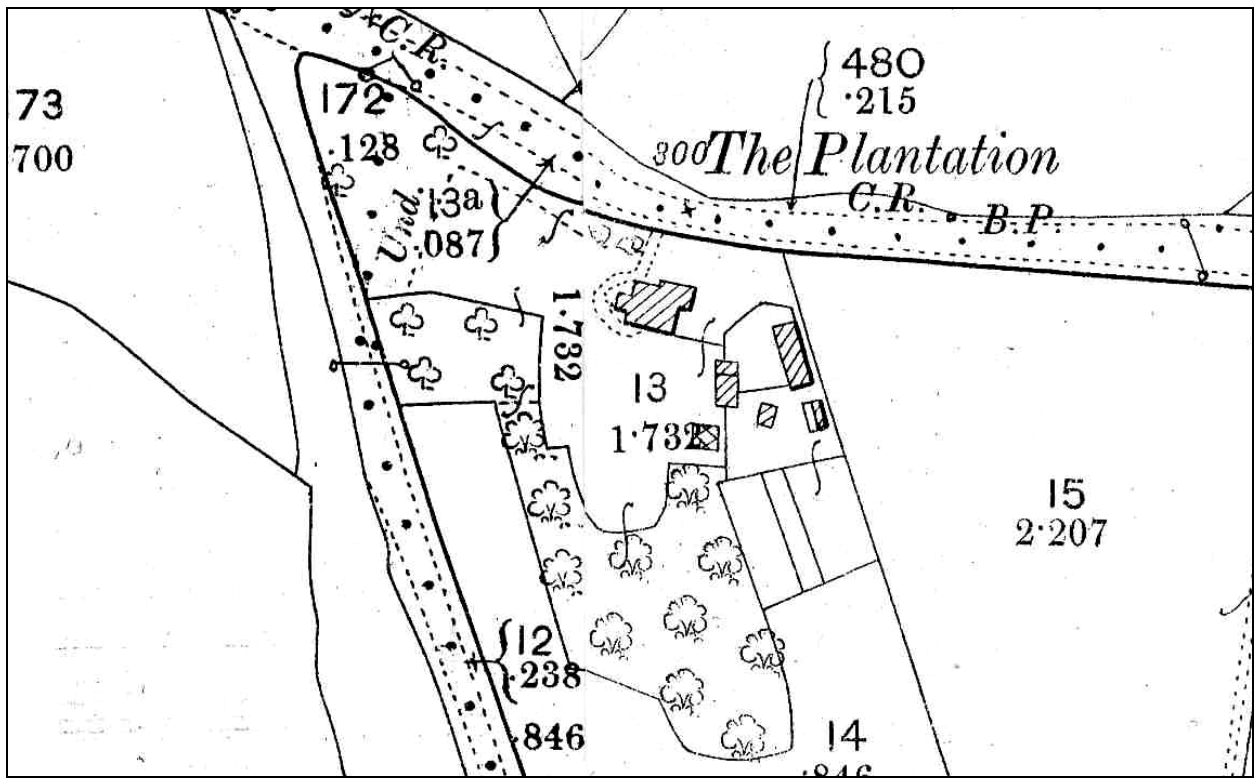 C.R.
480
·215
172
·128
73
700
300 The Plantation
C.R.
B.P.
Und.
13a
.087
1·732
13
1·732
15
2·207
12
·238
·846
14
·846